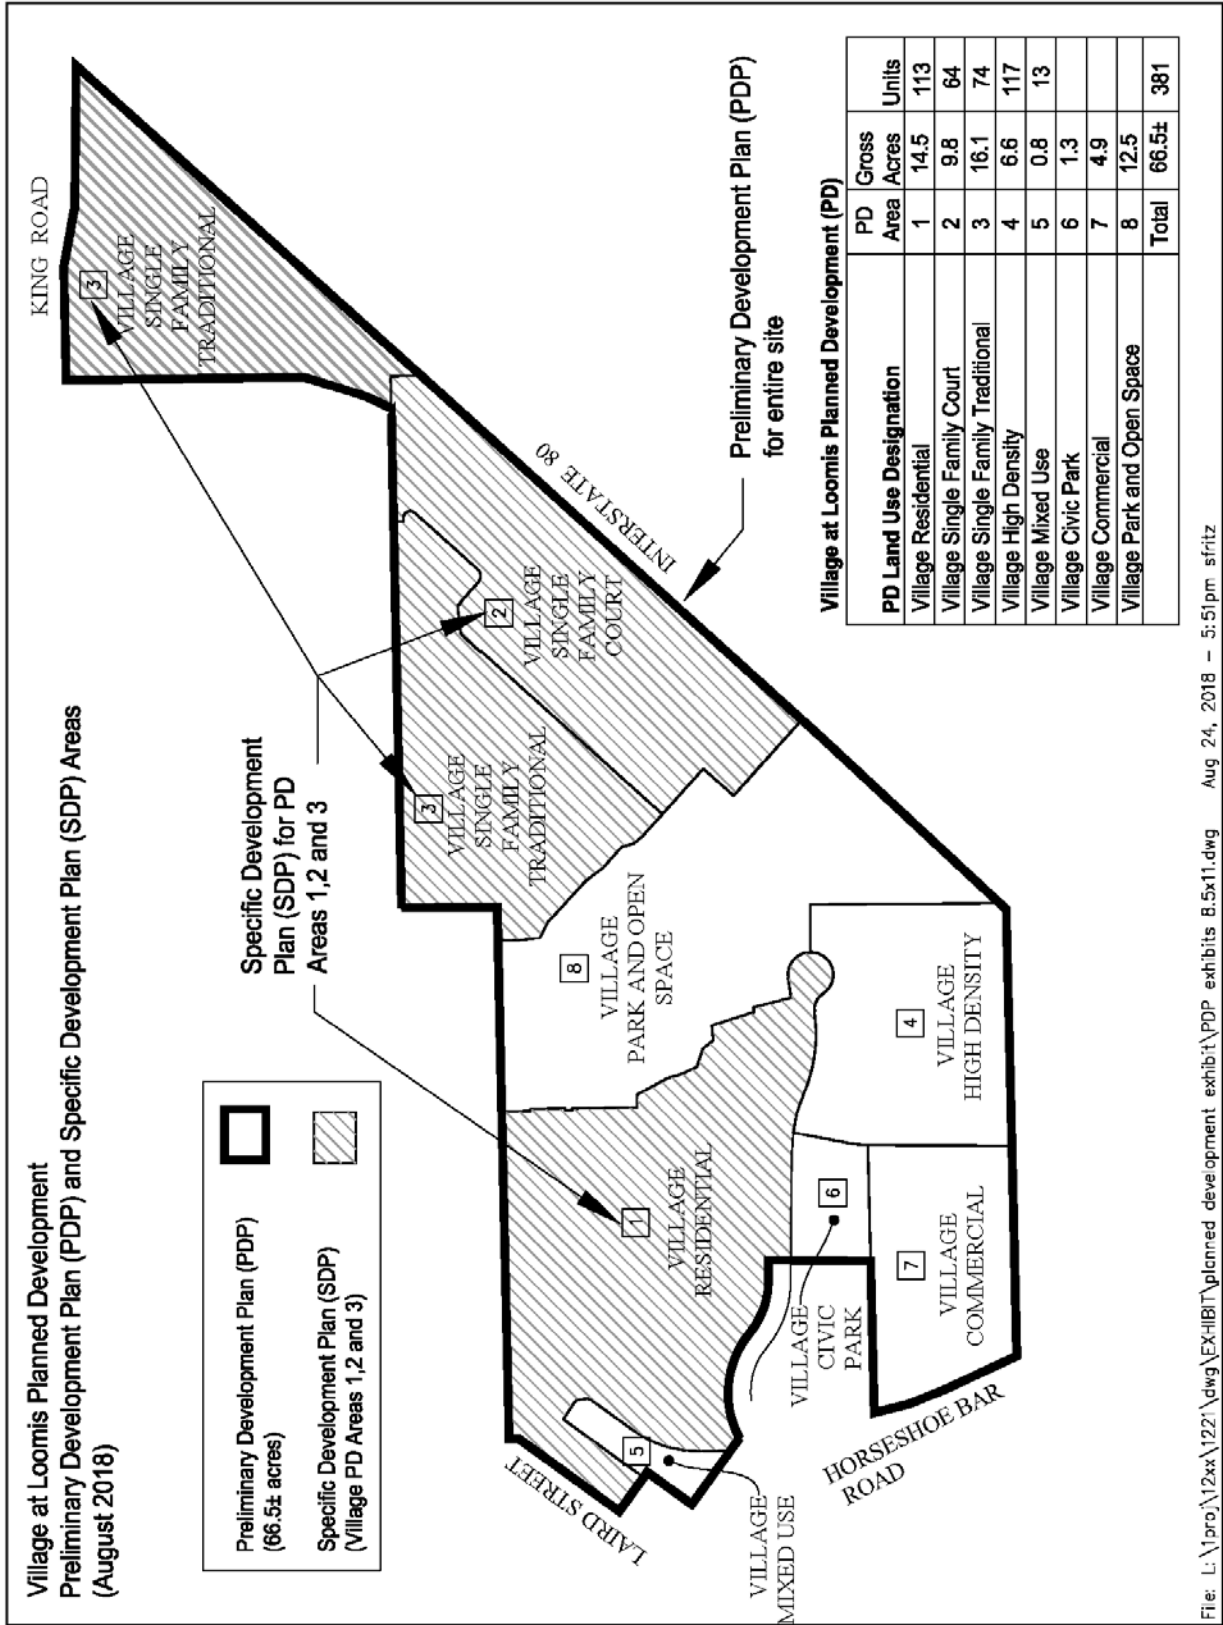 Village at Loomis Planned Development
Preliminary Development Plan (PDP) and Specific Development Plan (SDP) Areas
(August 2018)
Preliminary Development Plan (PDP)
(66.5± acres)
Specific Development Plan (SDP)
(Village PD Areas 1,2 and 3)
Specific Development
Plan (SDP) for PD
Areas 1,2 and 3
KING ROAD
3
VILLAGE
SINGLE
FAMILY
TRADITIONAL
3
VILLAGE
SINGLE
FAMILY
TRADITIONAL
2
VILLAGE
SINGLE
FAMILY
COURT
INTERSTATE 80
Preliminary Development Plan (PDP)
for entire site
8
VILLAGE
PARK AND OPEN
SPACE
1
VILLAGE
RESIDENTIAL
LAIRD STREET
5
VILLAGE
MIXED USE
6
VILLAGE
CIVIC
PARK
4
VILLAGE
HIGH DENSITY
7
VILLAGE
COMMERCIAL
HORSESHOE BAR
ROAD
Village at Loomis Planned Development (PD)
PD Land Use Designation PD Area Gross Acres Units
Village Residential 1 14.5 113
Village Single Family Court 2 9.8 64
Village Single Family Traditional 3 16.1 74
Village High Density 4 6.6 117
Village Mixed Use 5 0.8 13
Village Civic Park 6 1.3
Village Commercial 7 4.9
Village Park and Open Space 8 12.5
Total 66.5± 381
File: L:\1proj\12xx\1221\dwg\EXHIBIT\planned development exhibit\PDP exhibits 8.5x11.dwg Aug 24, 2018 - 5:51pm sfritz